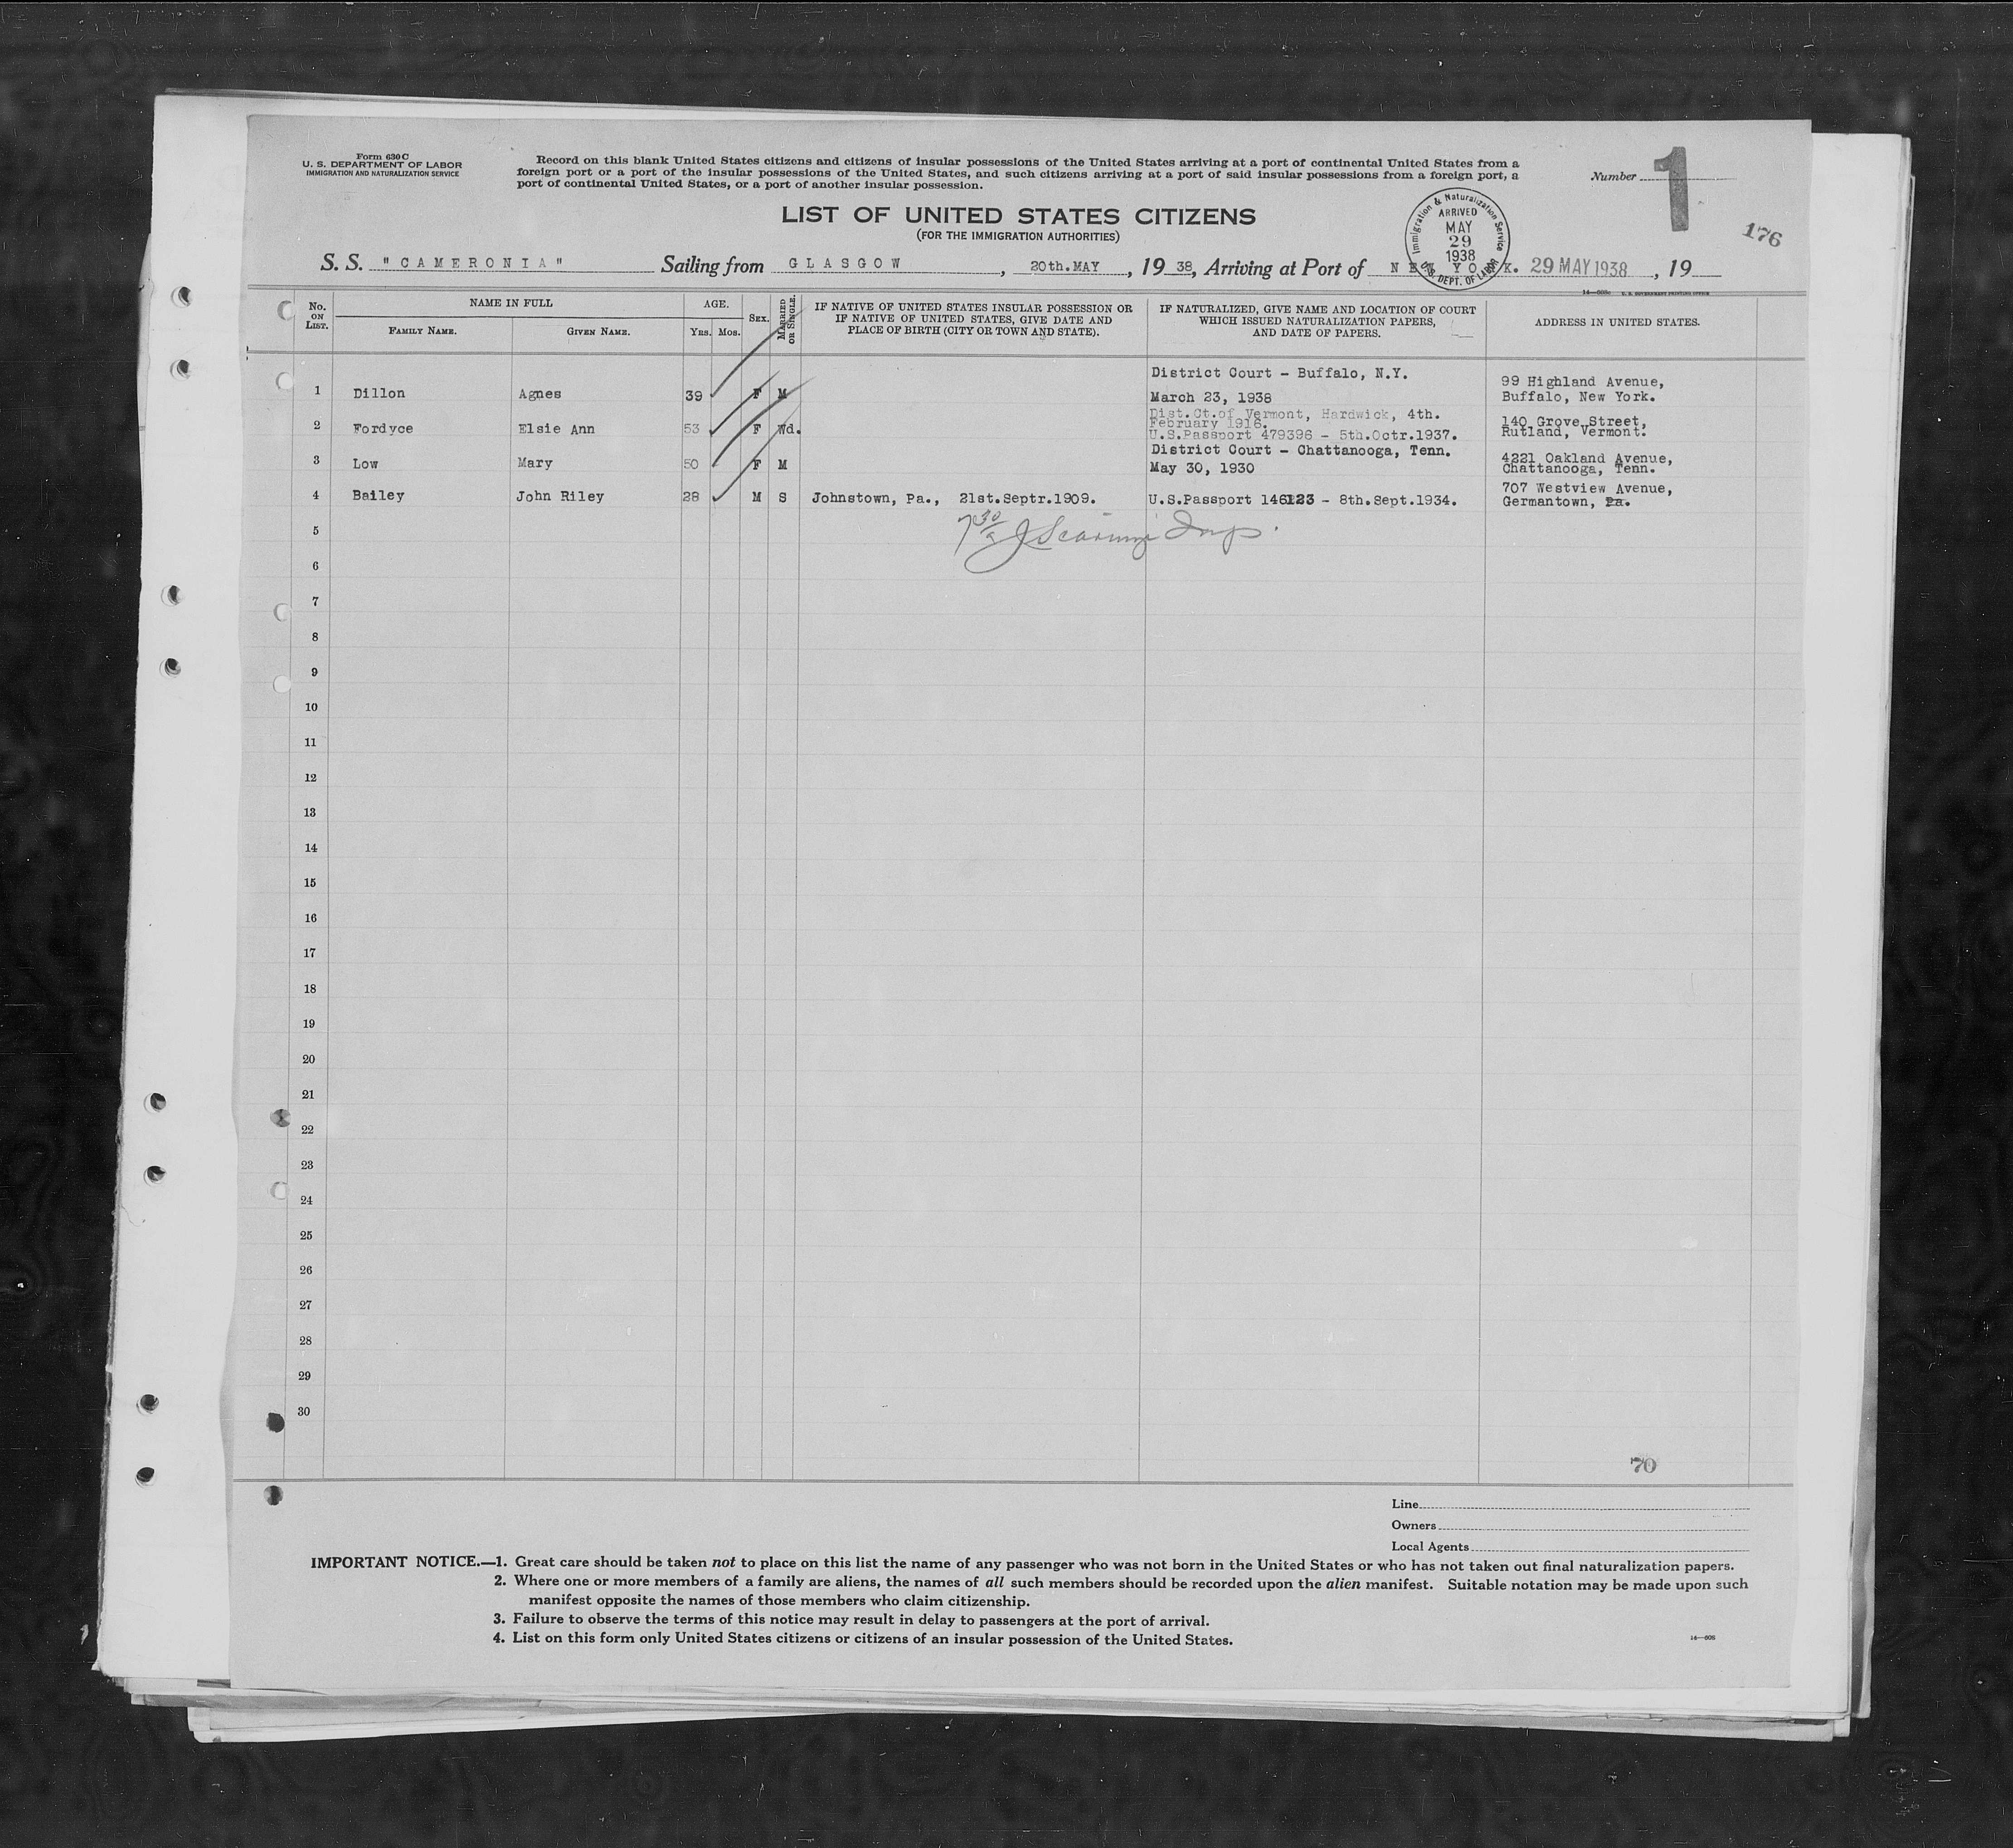 Form 630 C
U. S. DEPARTMENT OF LABOR
IMMIGRATION AND NATURALIZATION SERVICE
Record on this blank United States citizens and citizens of insular possessions of the United States arriving at a port of continental United States from a
foreign port or a port of the insular possessions of the United States, and such citizens arriving at a port of said insular possessions from a foreign port, a
port of continental United States, or a port of another insular possession.
Number 1
176
LIST OF UNITED STATES CITIZENS
(FOR THE IMMIGRATION AUTHORITIES)
Immigration & Naturalization Service
ARRIVED
MAY
29
1938
U.S. DEPT. OF LABOR
S. S. "CAMERONIA" Sailing from GLASGOW, 20th.MAY, 19 38, Arriving at Port of NEW YORK. 29 MAY 1938, 19
U. S. GOVERNMENT PRINTING OFFICE
No. ON LIST.
NAME IN FULL
FAMILY NAME. GIVEN NAME.
AGE.
YRS. MOS.
SEX.
MARRIED OR SINGLE.
IF NATIVE OF UNITED STATES INSULAR POSSESSION OR
IF NATIVE OF UNITED STATES, GIVE DATE AND
PLACE OF BIRTH (CITY OR TOWN AND STATE).
IF NATURALIZED, GIVE NAME AND LOCATION OF COURT
WHICH ISSUED NATURALIZATION PAPERS,
AND DATE OF PAPERS.
ADDRESS IN UNITED STATES.
1 Dillon Agnes 39 F M
District Court - Buffalo, N.Y.
March 23, 1938
99 Highland Avenue,
Buffalo, New York.
2 Fordyce Elsie Ann 53 F Wd.
Dist.Ct.of Vermont, Hardwick, 4th.
February 1916.
U.S.Passport 479396 - 5th.Octr.1937.
140 Grove Street,
Rutland, Vermont.
3 Low Mary 50 F M
District Court - Chattanooga, Tenn.
May 30, 1930
4221 Oakland Avenue,
Chattanooga, Tenn.
4 Bailey John Riley 28 M S Johnstown, Pa., 21st.Septr.1909. U.S.Passport 146123 - 8th.Sept.1934.
707 Westview Avenue,
Germantown, Pa.
5
6
7
8
9
10
11
12
13
14
15
16
17
18
19
20
21
22
23
24
25
26
27
28
29
30
70
Line
Owners
Local Agents
IMPORTANT NOTICE.—1. Great care should be taken not to place on this list the name of any passenger who was not born in the United States or who has not taken out final naturalization papers.
2. Where one or more members of a family are aliens, the names of all such members should be recorded upon the alien manifest. Suitable notation may be made upon such
manifest opposite the names of those members who claim citizenship.
3. Failure to observe the terms of this notice may result in delay to passengers at the port of arrival.
4. List on this form only United States citizens or citizens of an insular possession of the United States.